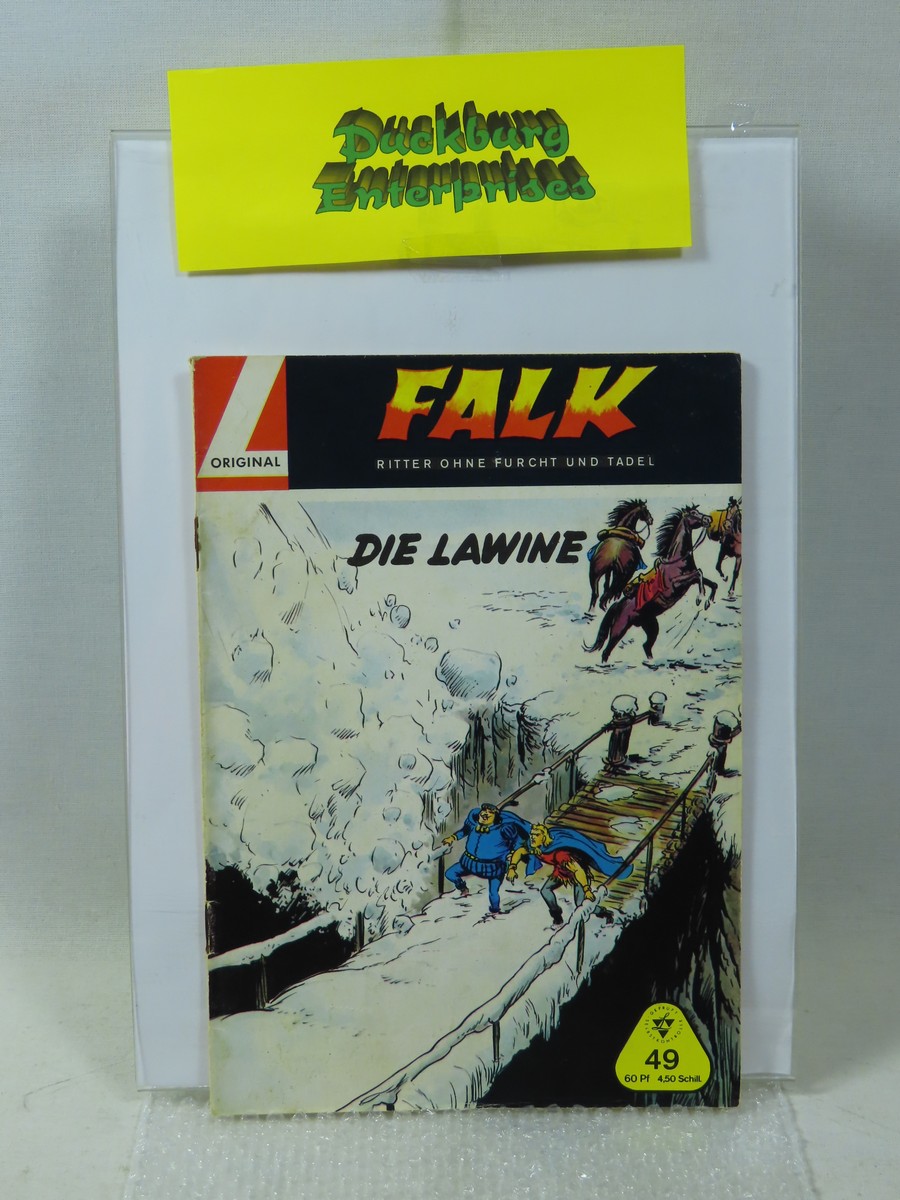 Duckburg
Enterprises
FALK
ORIGINAL
RITTER OHNE FURCHT UND TADEL
DIE LAWINE
49
60 Pf 4,50 Schill.